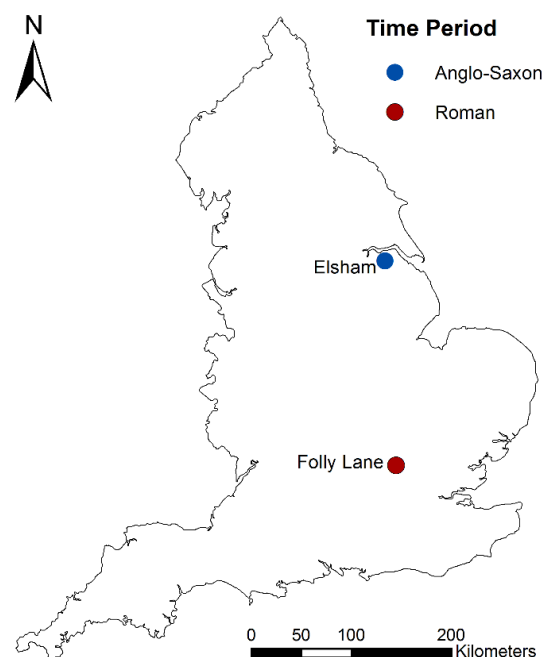 N
Time Period
Anglo-Saxon
Roman
Elsham
Folly Lane
0 50 100 200
Kilometers